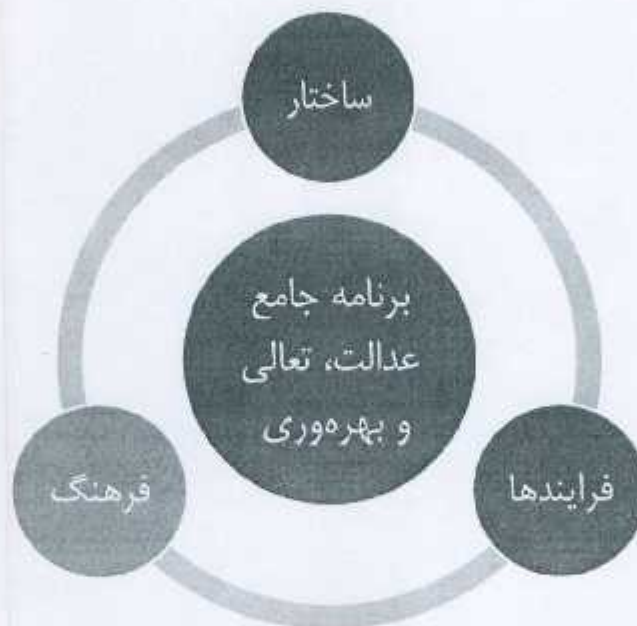 ساختار
برنامه جامع
عدالت، تعالی
و بهره‌وری
فرهنگ
فرایندها